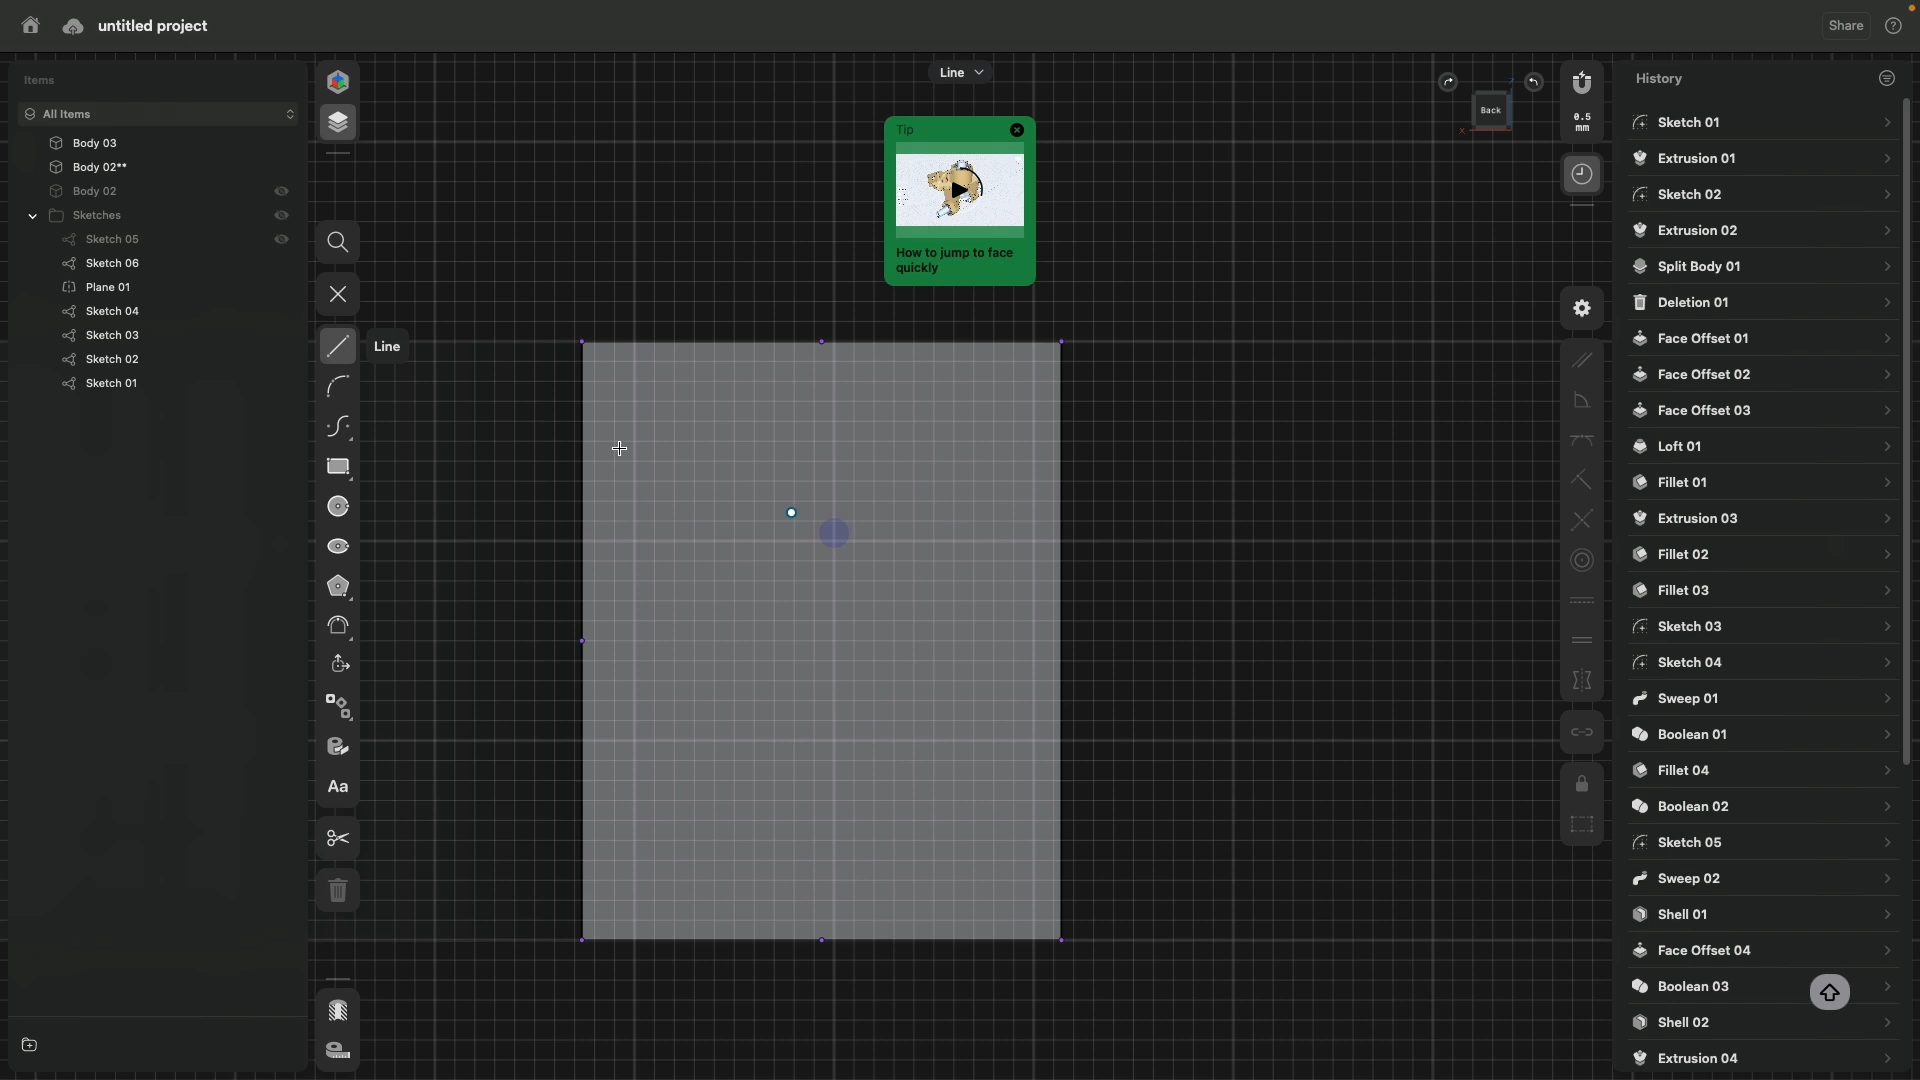 untitled project
Share
Items
All Items
Body 03
Body 02**
Body 02
Sketches
Sketch 05
Sketch 06
Plane 01
Sketch 04
Sketch 03
Sketch 02
Sketch 01
Line
Aa
Line
Tip
How to jump to face
quickly
Back
Z
X
0.5
mm
History
Sketch 01
Extrusion 01
Sketch 02
Extrusion 02
Split Body 01
Deletion 01
Face Offset 01
Face Offset 02
Face Offset 03
Loft 01
Fillet 01
Extrusion 03
Fillet 02
Fillet 03
Sketch 03
Sketch 04
Sweep 01
Boolean 01
Fillet 04
Boolean 02
Sketch 05
Sweep 02
Shell 01
Face Offset 04
Boolean 03
Shell 02
Extrusion 04